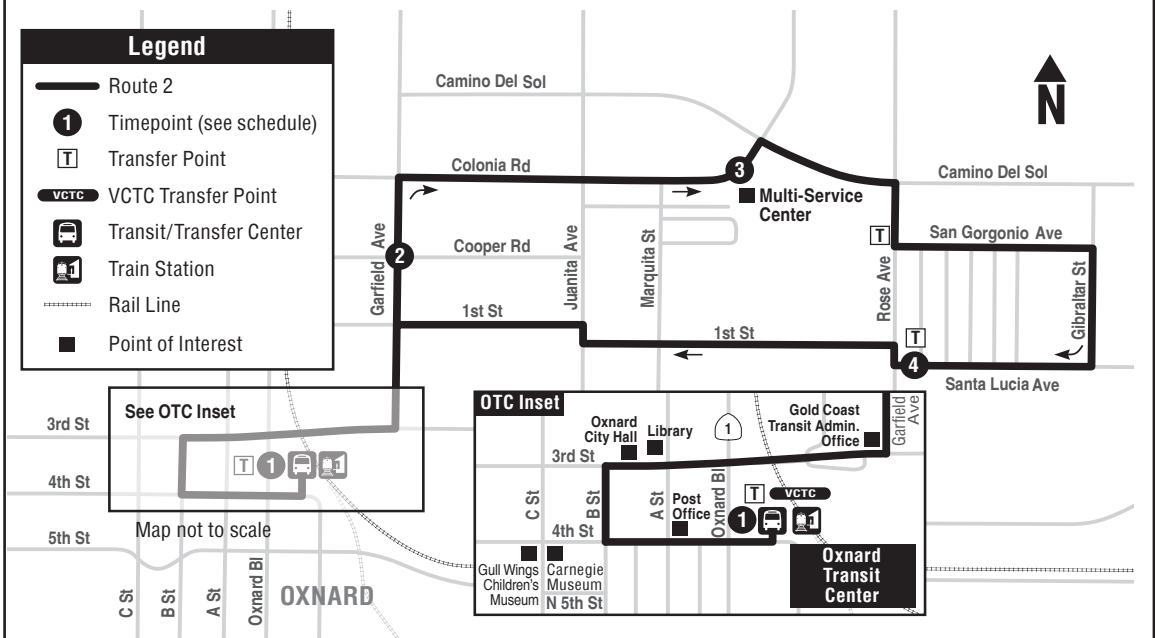 Legend
Route 2
1 Timepoint (see schedule)
T Transfer Point
VCTC VCTC Transfer Point
Transit/Transfer Center
Train Station
Rail Line
Point of Interest
Camino Del Sol
N
Colonia Rd
3
Camino Del Sol
Multi-Service
Center
Garfield Ave
2
Cooper Rd
Juanita Ave
Marquita St
T
San Gorgonio Ave
Rose Ave
Gibraltar St
1st St
1st St
T
4
Santa Lucia Ave
See OTC Inset
3rd St
T 1
4th St
Map not to scale
5th St
C St
B St
A St
Oxnard Bl
OXNARD
OTC Inset
Oxnard
City Hall
Library
1
Gold Coast
Transit Admin.
Office
Garfield
Ave
3rd St
C St
B St
A St
Oxnard Bl
T VCTC
Post
Office
1
4th St
Gull Wings
Children's
Museum
Carnegie
Museum
N 5th St
Oxnard
Transit
Center